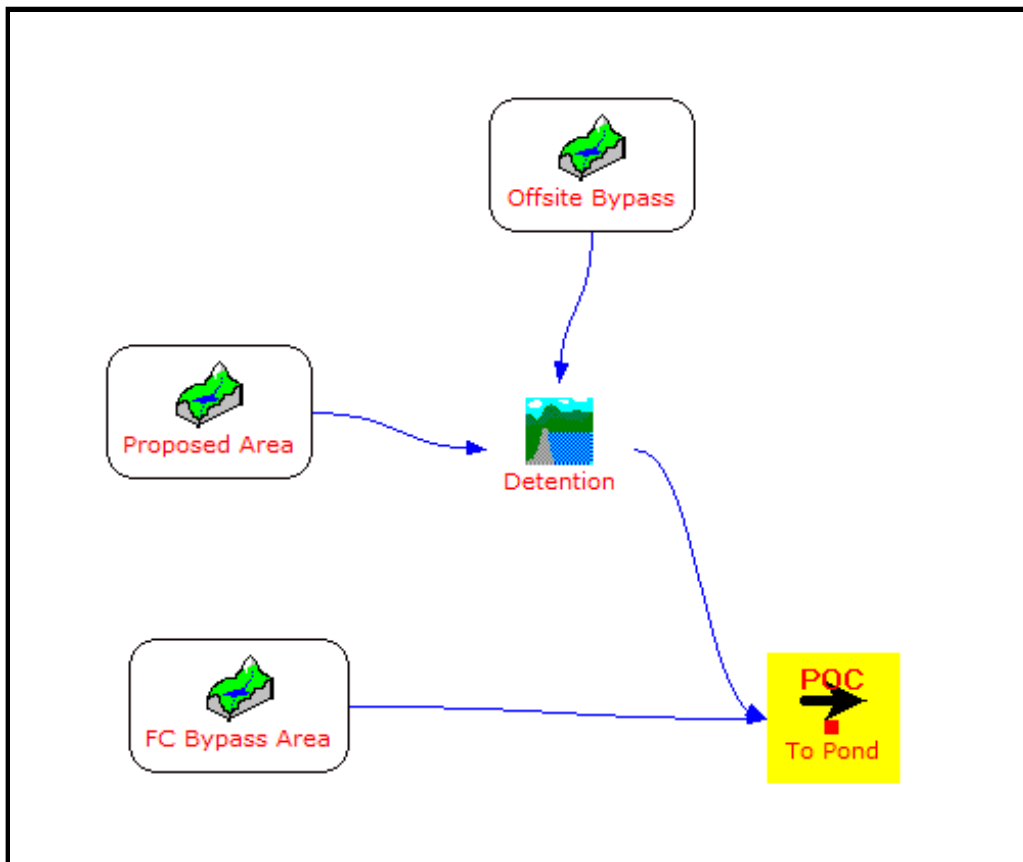 Offsite Bypass
Proposed Area
Detention
FC Bypass Area
POC
To Pond